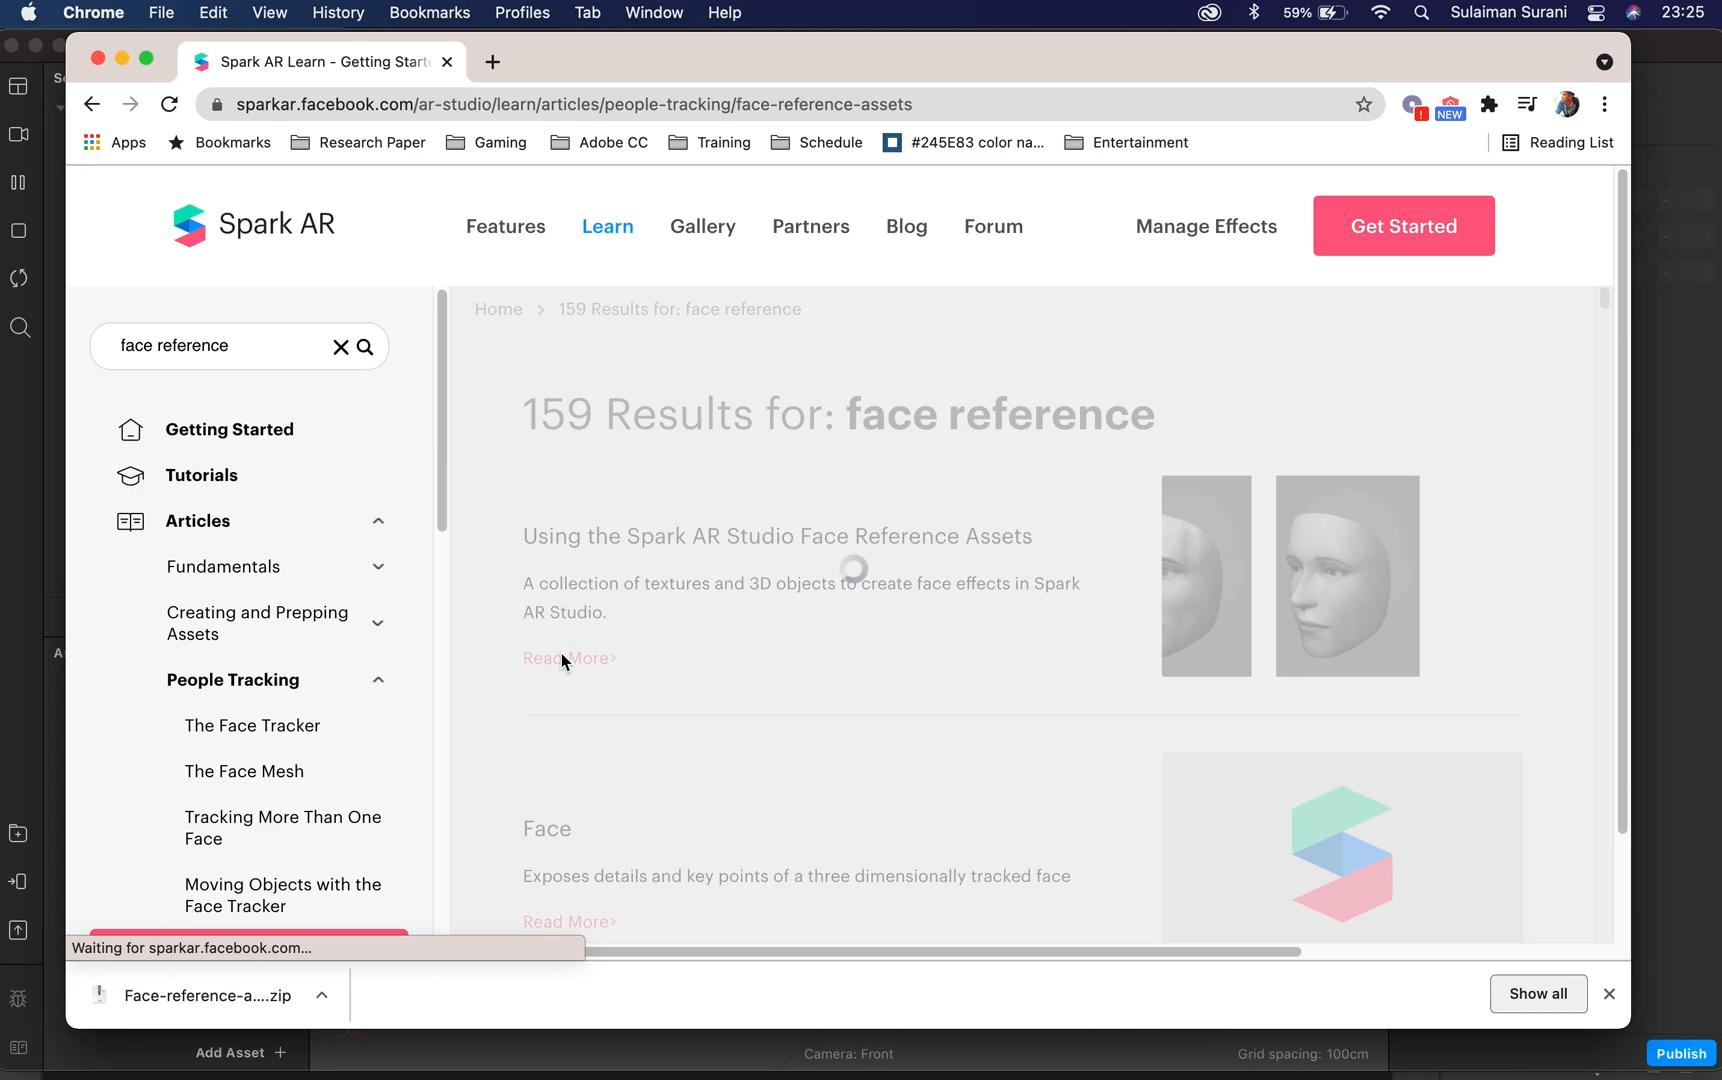 Chrome File Edit View History Bookmarks Profiles Tab Window Help 59% Sulaiman Surani 23:25
Spark AR Learn - Getting Start
sparkar.facebook.com/ar-studio/learn/articles/people-tracking/face-reference-assets
NEW
Apps Bookmarks Research Paper Gaming Adobe CC Training Schedule #245E83 color na... Entertainment Reading List
Spark AR Features Learn Gallery Partners Blog Forum Manage Effects Get Started
Home > 159 Results for: face reference
face reference
159 Results for: face reference
Getting Started
Tutorials
Articles
Fundamentals
Creating and Prepping
Assets
People Tracking
The Face Tracker
The Face Mesh
Tracking More Than One
Face
Moving Objects with the
Face Tracker
Using the Spark AR Studio Face Reference Assets
A collection of textures and 3D objects to create face effects in Spark
AR Studio.
Read More>
Face
Exposes details and key points of a three dimensionally tracked face
Read More>
Waiting for sparkar.facebook.com...
Face-reference-a....zip
Show all
Add Asset +
Camera: Front
Grid spacing: 100cm
Publish